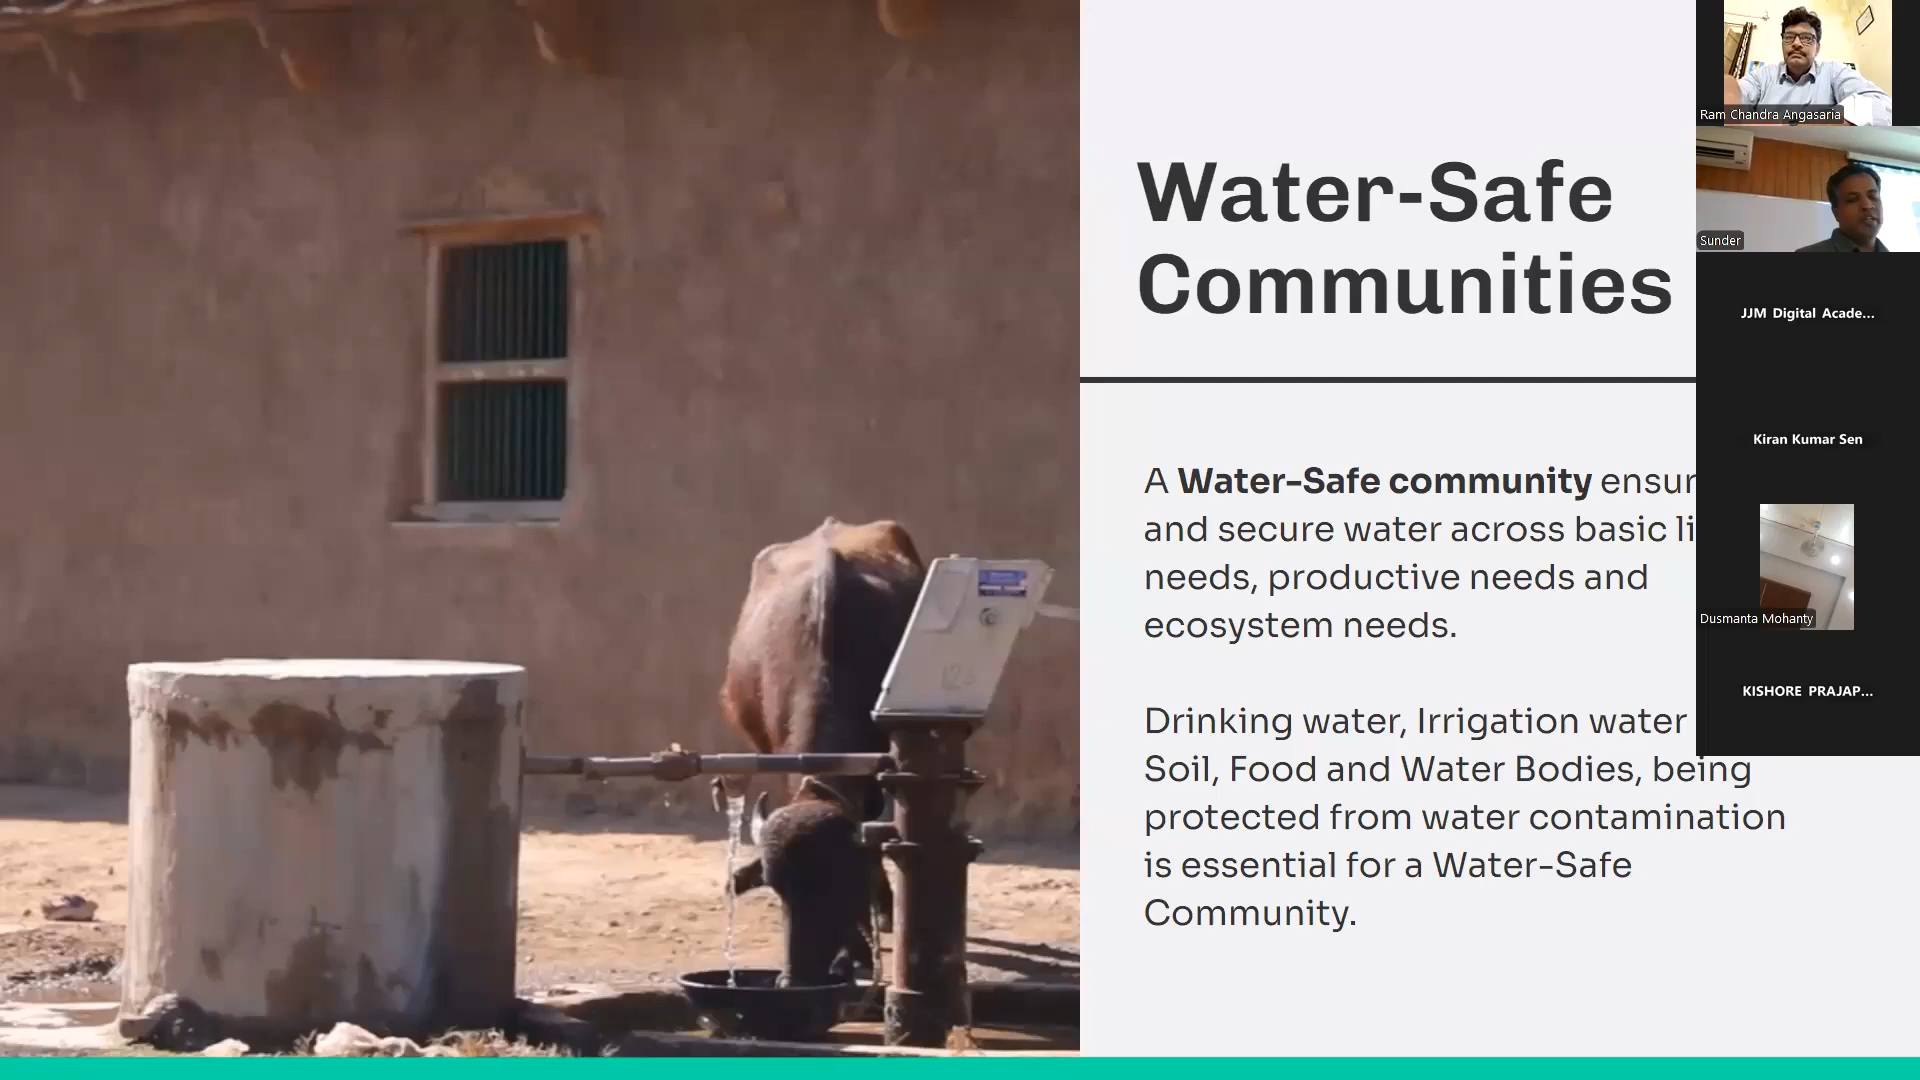 Water-Safe
Communities
A Water-Safe community ensur
and secure water across basic li
needs, productive needs and
ecosystem needs.
Drinking water, Irrigation water
Soil, Food and Water Bodies, being
protected from water contamination
is essential for a Water-Safe
Community.
Ram Chandra Angasaria
Sunder
JJM Digital Acade...
Kiran Kumar Sen
Dusmanta Mohanty
KISHORE PRAJAP...